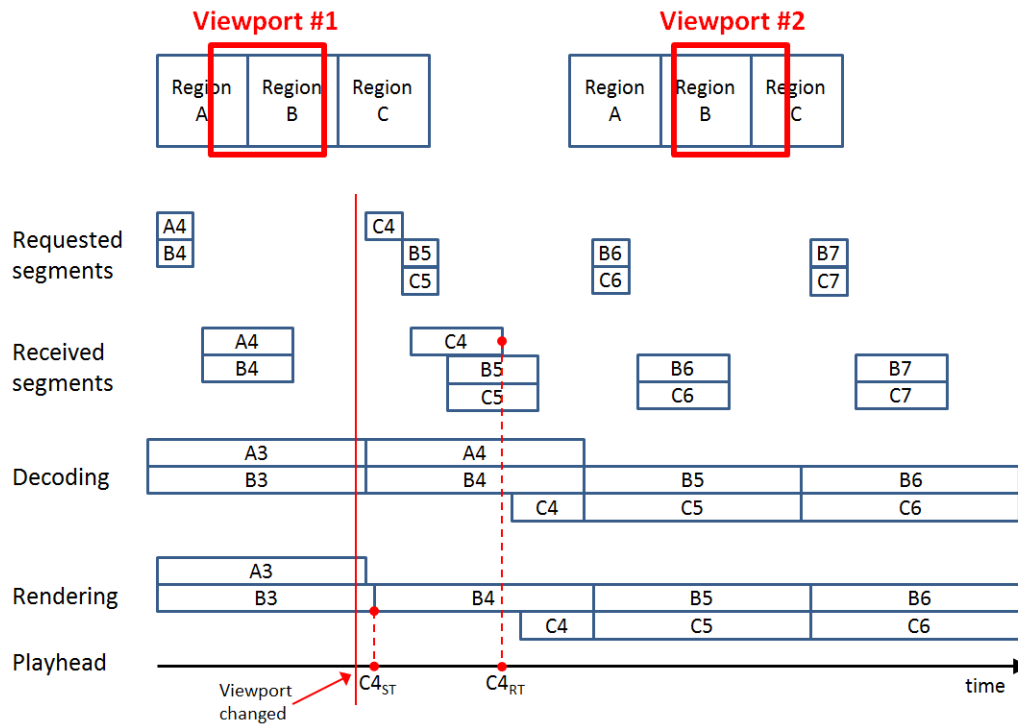 Viewport #1
Viewport #2
Region A
Region B
Region C
Region A
Region B
Region C
Requested segments
A4
B4
C4
B5
C5
B6
C6
B7
C7
Received segments
A4
B4
C4
B5
C5
B6
C6
B7
C7
Decoding
A3
B3
A4
B4
C4
B5
C5
B6
C6
Rendering
A3
B3
B4
C4
B5
C5
B6
C6
Playhead
Viewport changed
C4ST
C4RT
time